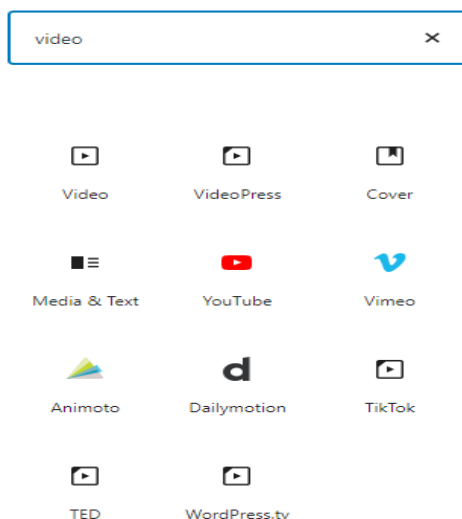 video
Video VideoPress Cover
Media & Text YouTube Vimeo
Animoto Dailymotion TikTok
TED WordPress.tv